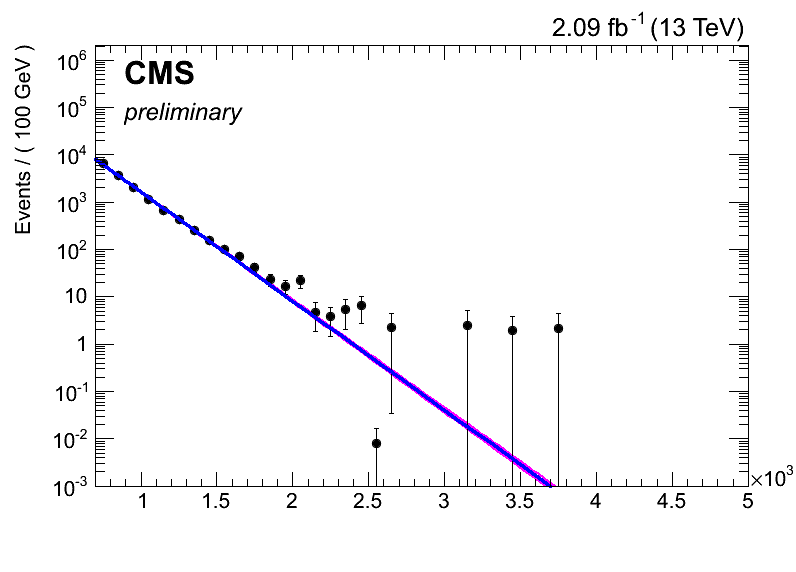 2.09 fb⁻¹ (13 TeV)
CMS
preliminary
Events / ( 100 GeV )
10⁶
10⁵
10⁴
10³
10²
10
1
10⁻¹
10⁻²
10⁻³
1 1.5 2 2.5 3 3.5 4 4.5 5
×10³